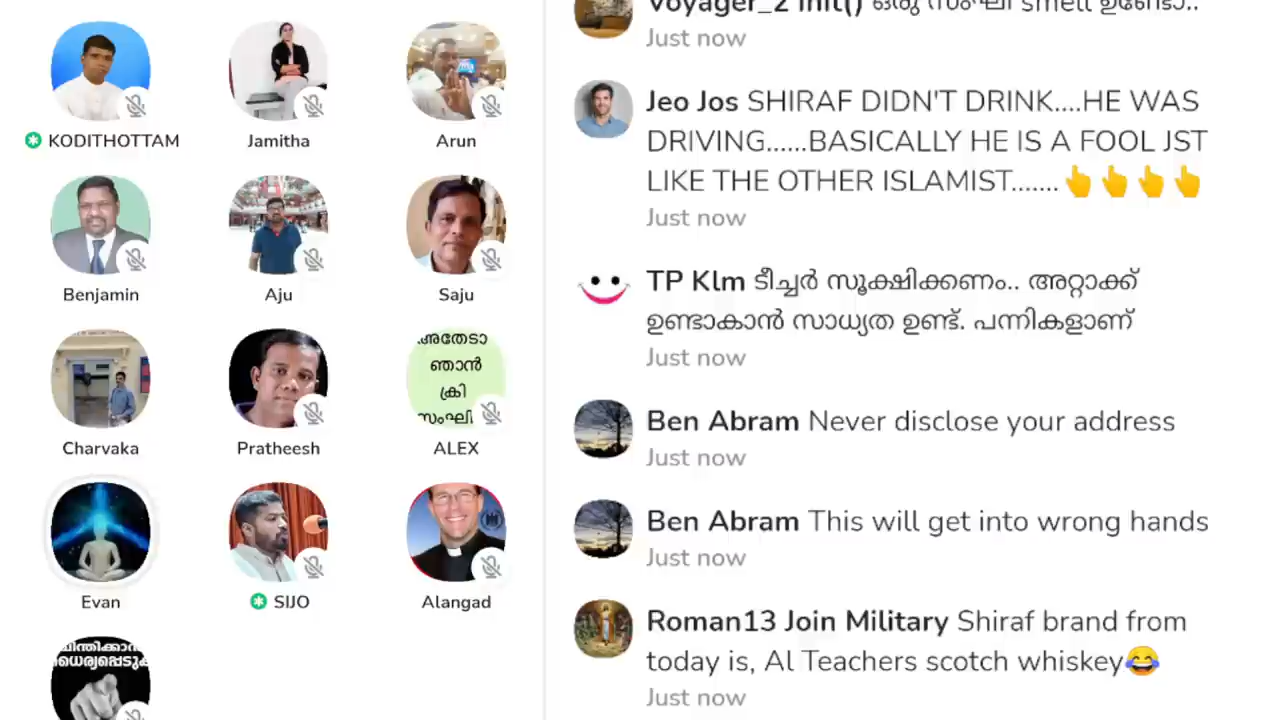 KODITHOTTAM
Jamitha
Arun
Benjamin
Aju
Saju
Charvaka
Pratheesh
അതേടാ
ഞാൻ
ക്രി
സംഘി
ALEX
Evan
SIJO
Alangad
ചിന്തിക്കാൻ
ധൈര്യപ്പെടുക
Voyager_2 Init() ഒരു സംഘി smell ഉണ്ടോ..
Just now
Jeo Jos SHIRAF DIDN'T DRINK....HE WAS
DRIVING......BASICALLY HE IS A FOOL JST
LIKE THE OTHER ISLAMIST.......👆👆👆👆
Just now
TP Klm ടീച്ചർ സൂക്ഷിക്കണം.. അറ്റാക്ക്
ഉണ്ടാകാൻ സാധ്യത ഉണ്ട്. പന്നികളാണ്
Just now
Ben Abram Never disclose your address
Just now
Ben Abram This will get into wrong hands
Just now
Roman13 Join Military Shiraf brand from
today is, Al Teachers scotch whiskey😂
Just now